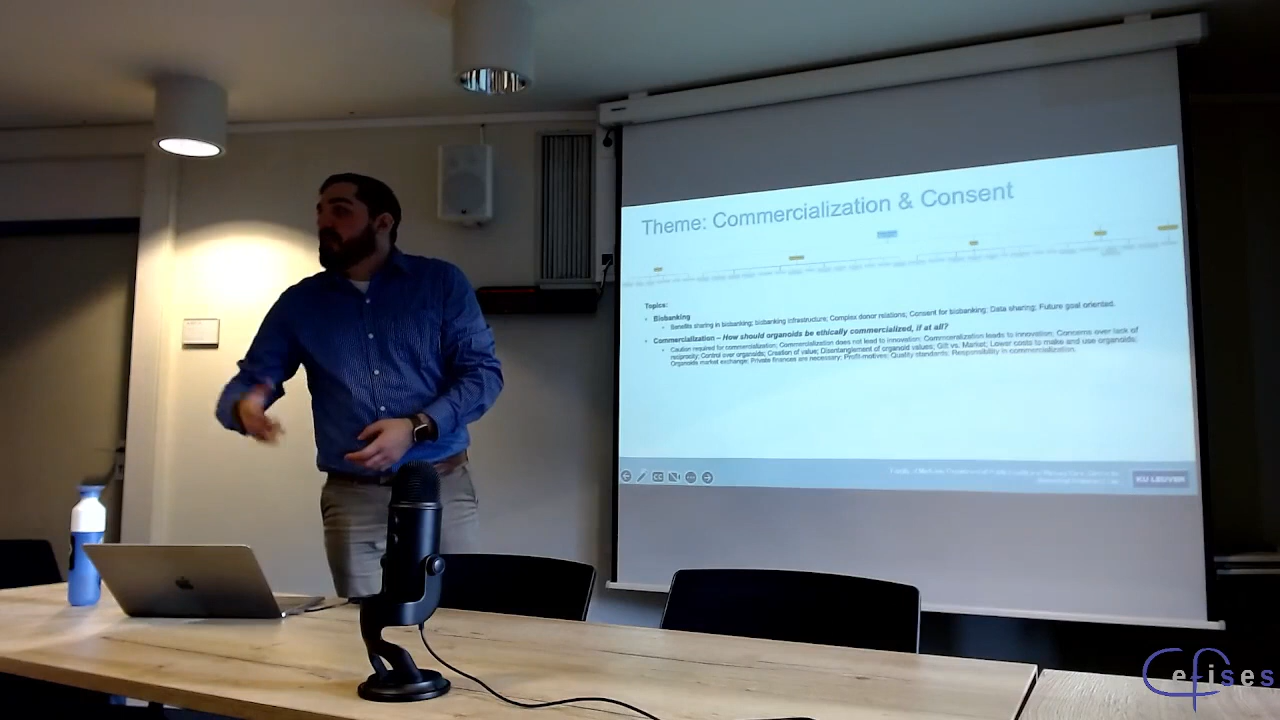 Theme: Commercialization & Consent
Topics:
Biobanking
Benefits sharing in biobanking; biobanking infrastructure; Complex donor relations; Consent for biobanking; Data sharing; Future goal oriented.
Commercialization – How should organoids be ethically commercialized, if at all?
Caution required for commercialization; Commercialization does not lead to innovation; Commercialization leads to innovation; Concerns over lack of
reciprocity; Control over organoids; Creation of value; Disentanglement of organoid values; Gift vs. Market; Lower costs to make and use organoids;
Organoids market exchange; Private finances are necessary; Profit-motives; Quality standards; Responsibility in commercialization.
KU LEUVEN
Cefises